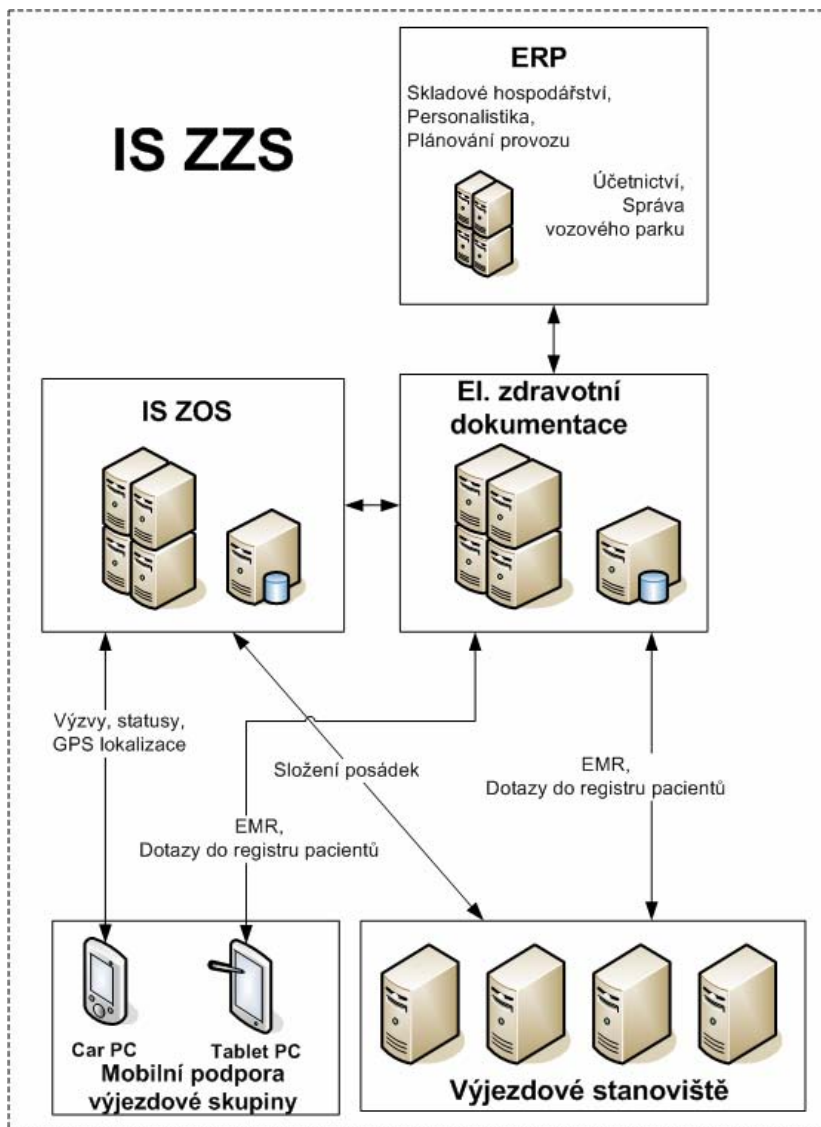 IS ZZS
ERP
Skladové hospodářství,
Personalistika,
Plánování provozu
Účetnictví,
Správa
vozového parku
IS ZOS
El. zdravotní
dokumentace
Výzvy, statusy,
GPS lokalizace
Složení posádek
EMR,
Dotazy do registru pacientů
EMR,
Dotazy do registru pacientů
Car PC
Tablet PC
Mobilní podpora
výjezdové skupiny
Výjezdové stanoviště